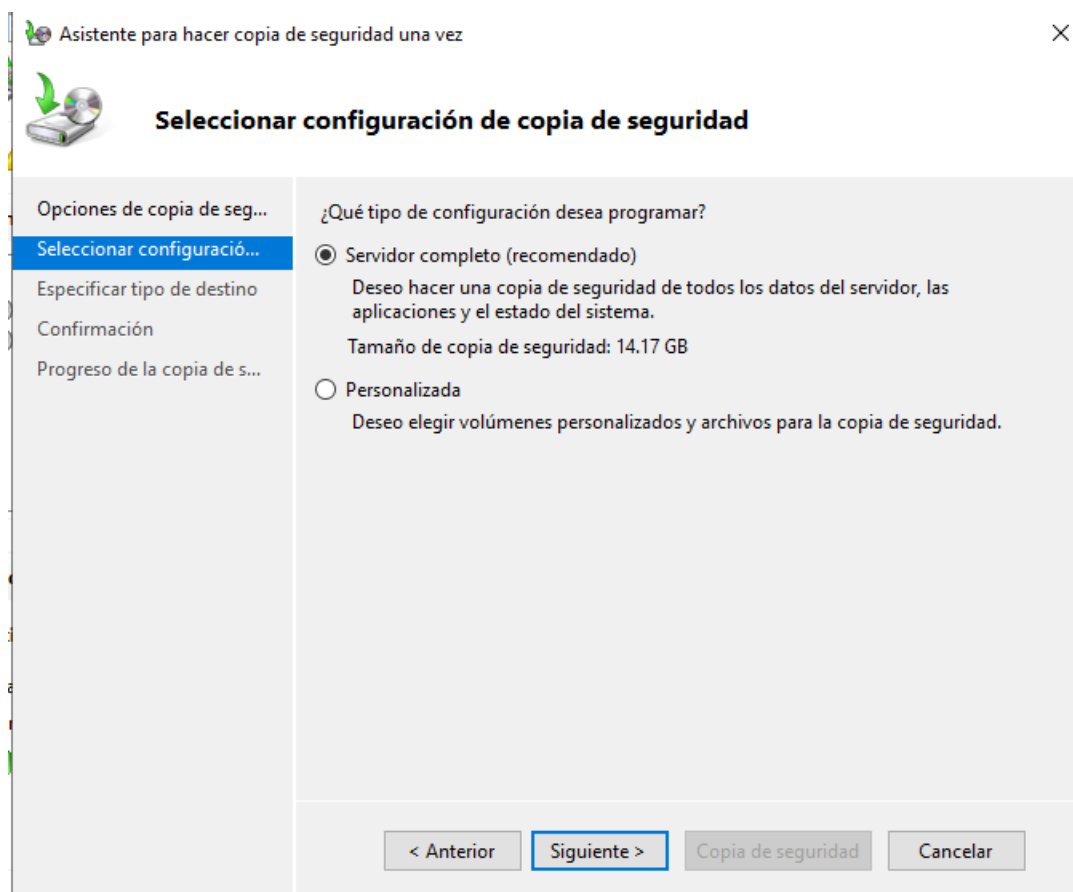 Asistente para hacer copia de seguridad una vez
Seleccionar configuración de copia de seguridad
Opciones de copia de seg...
Seleccionar configuració...
Especificar tipo de destino
Confirmación
Progreso de la copia de s...
¿Qué tipo de configuración desea programar?
Servidor completo (recomendado)
Deseo hacer una copia de seguridad de todos los datos del servidor, las
aplicaciones y el estado del sistema.
Tamaño de copia de seguridad: 14.17 GB
Personalizada
Deseo elegir volúmenes personalizados y archivos para la copia de seguridad.
< Anterior
Siguiente >
Copia de seguridad
Cancelar